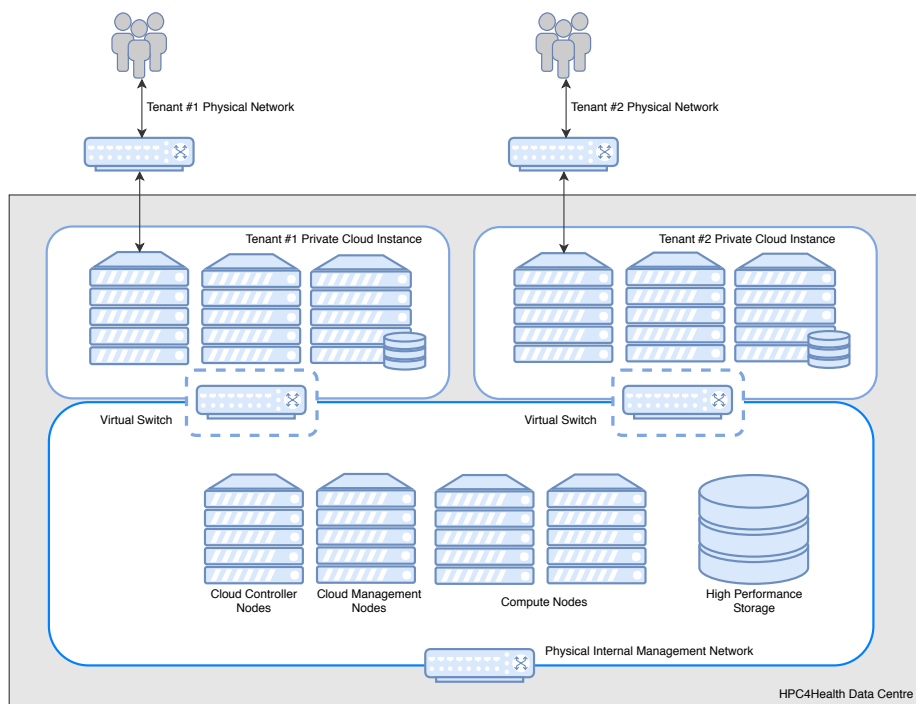 Tenant #1 Physical Network
Tenant #2 Physical Network
Tenant #1 Private Cloud Instance
Tenant #2 Private Cloud Instance
Virtual Switch
Virtual Switch
Cloud Controller
Nodes
Cloud Management
Nodes
Compute Nodes
High Performance
Storage
Physical Internal Management Network
HPC4Health Data Centre